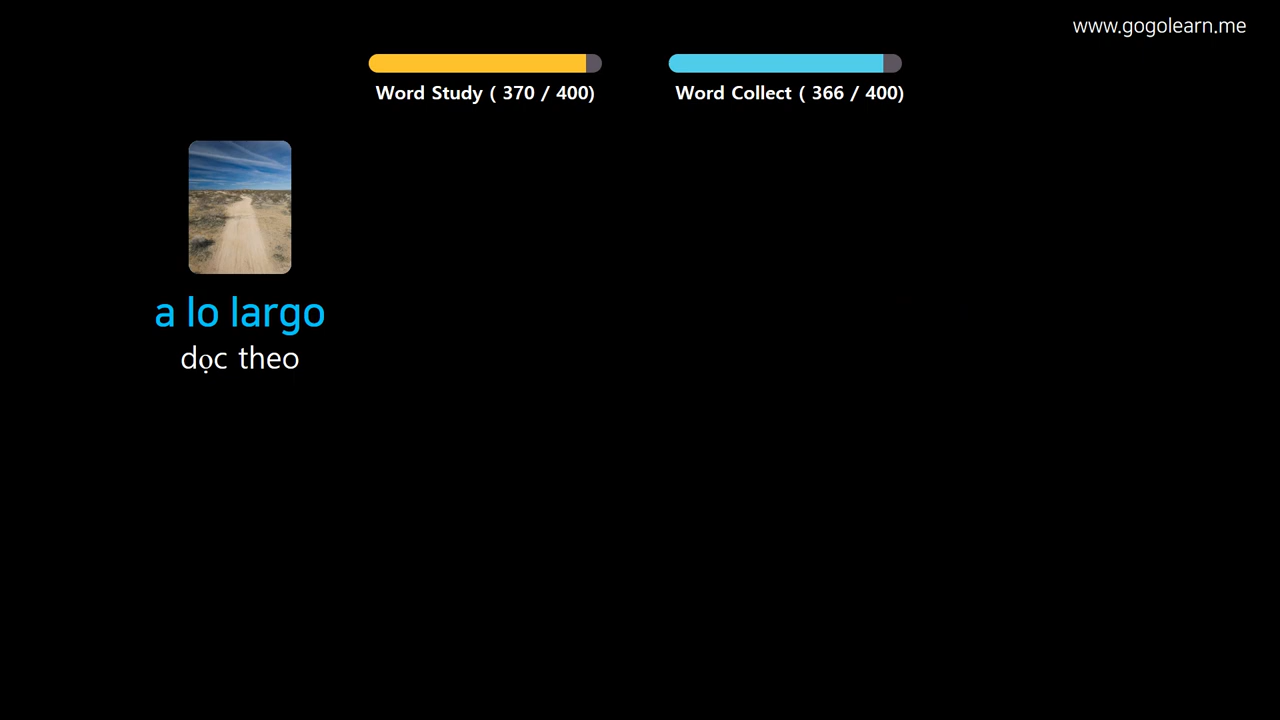 www.gogolearn.me
Word Study ( 370 / 400)
Word Collect ( 366 / 400)
a lo largo
dọc theo